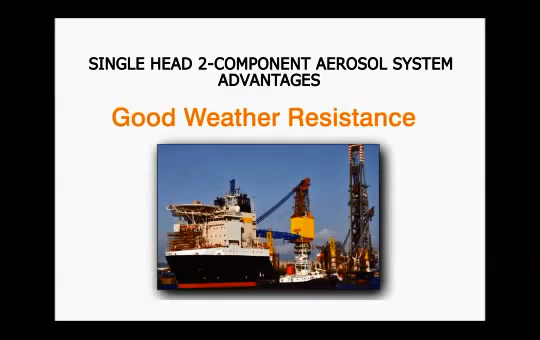 SINGLE HEAD 2-COMPONENT AEROSOL SYSTEM
ADVANTAGES
Good Weather Resistance